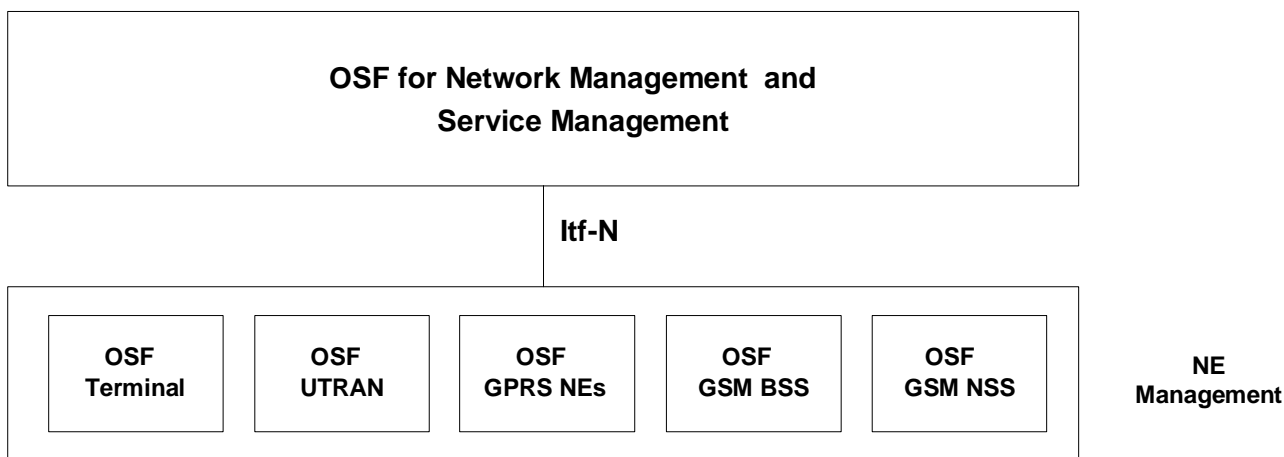 OSF for Network Management and
Service Management
Itf-N
OSF
Terminal
OSF
UTRAN
OSF
GPRS NEs
OSF
GSM BSS
OSF
GSM NSS
NE
Management